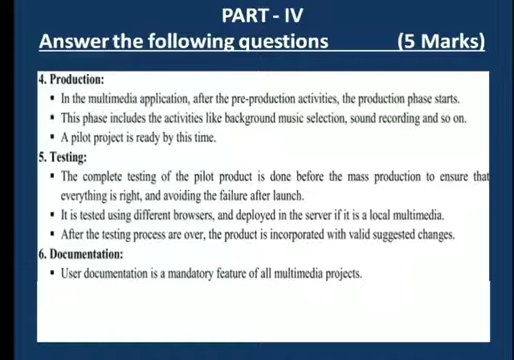 PART - IV
Answer the following questions (5 Marks)
4. Production:
▪ In the multimedia application, after the pre-production activities, the production phase starts.
▪ This phase includes the activities like background music selection, sound recording and so on.
▪ A pilot project is ready by this time.
5. Testing:
▪ The complete testing of the pilot product is done before the mass production to ensure that
everything is right, and avoiding the failure after launch.
▪ It is tested using different browsers, and deployed in the server if it is a local multimedia.
▪ After the testing process are over, the product is incorporated with valid suggested changes.
6. Documentation:
▪ User documentation is a mandatory feature of all multimedia projects.